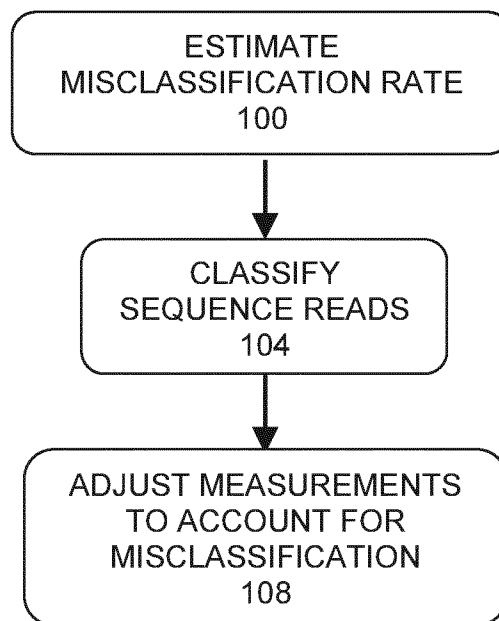 ESTIMATE
MISCLASSIFICATION RATE
100
CLASSIFY
SEQUENCE READS
104
ADJUST MEASUREMENTS
TO ACCOUNT FOR
MISCLASSIFICATION
108